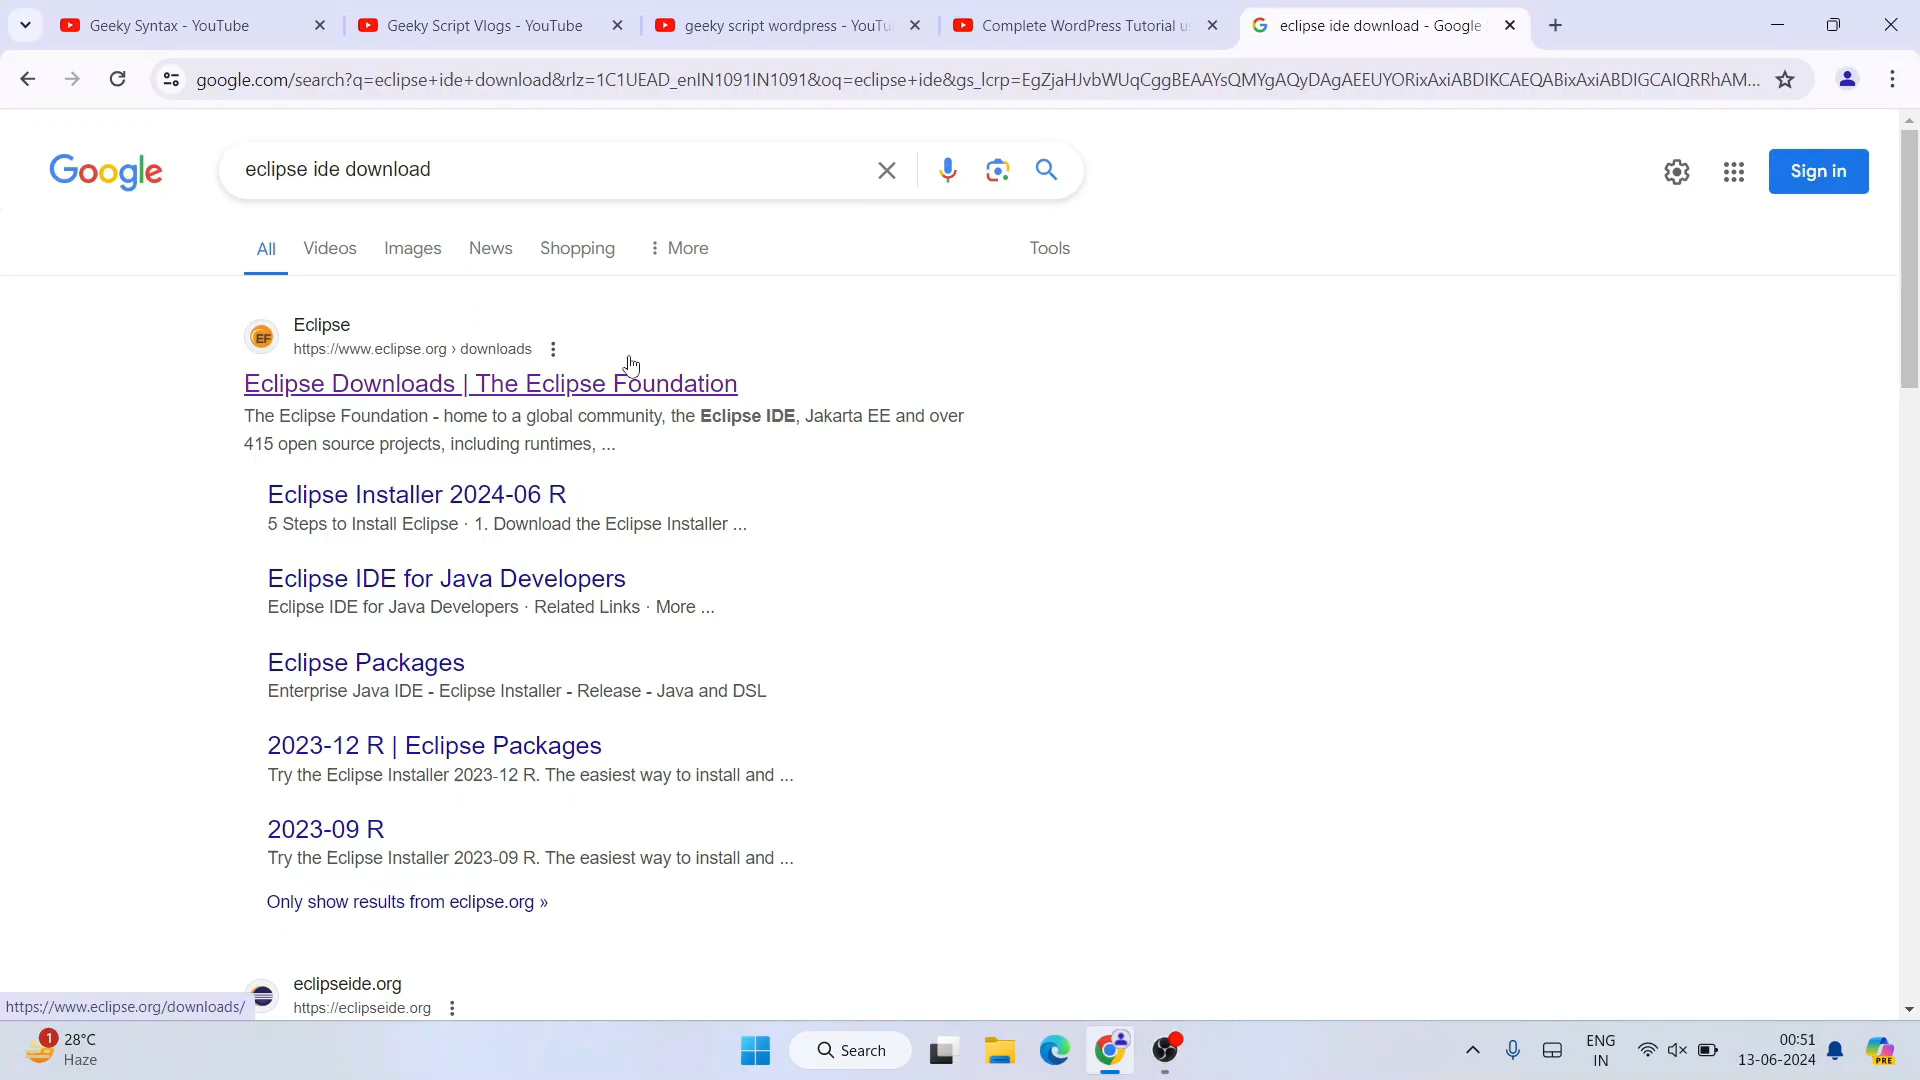 Geeky Syntax - YouTube
Geeky Script Vlogs - YouTube
geeky script wordpress - YouTu
Complete WordPress Tutorial u
eclipse ide download - Google
google.com/search?q=eclipse+ide+download&rlz=1C1UEAD_enIN1091IN1091&oq=eclipse+ide&gs_lcrp=EgZjaHJvbWUqCggBEAAYsQMYgAQyDAgAEEUYORixAxiABDIKCAEQABixAxiABDIGCAIQRRhAM...
Google
eclipse ide download
Sign in
All
Videos
Images
News
Shopping
More
Tools
Eclipse
https://www.eclipse.org › downloads
Eclipse Downloads | The Eclipse Foundation
The Eclipse Foundation - home to a global community, the Eclipse IDE, Jakarta EE and over
415 open source projects, including runtimes, ...
Eclipse Installer 2024-06 R
5 Steps to Install Eclipse · 1. Download the Eclipse Installer ...
Eclipse IDE for Java Developers
Eclipse IDE for Java Developers · Related Links · More ...
Eclipse Packages
Enterprise Java IDE - Eclipse Installer - Release - Java and DSL
2023-12 R | Eclipse Packages
Try the Eclipse Installer 2023-12 R. The easiest way to install and ...
2023-09 R
Try the Eclipse Installer 2023-09 R. The easiest way to install and ...
Only show results from eclipse.org »
eclipseide.org
https://eclipseide.org
https://www.eclipse.org/downloads/
1
28°C
Haze
Search
ENG
IN
00:51
13-06-2024
PRE